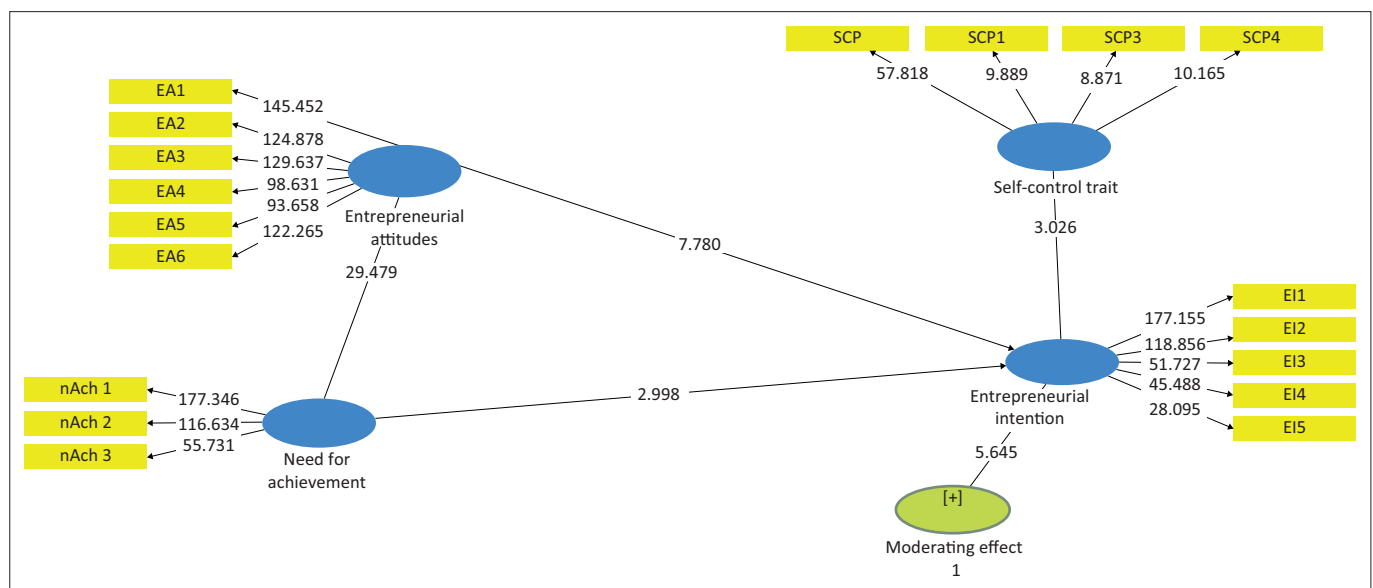 SCP
SCP1
SCP3
SCP4
57.818
9.889
8.871
10.165
Self-control trait
3.026
EA1
EA2
EA3
EA4
EA5
EA6
145.452
124.878
129.637
98.631
93.658
122.265
Entrepreneurial
attitudes
7.780
29.479
nAch 1
nAch 2
nAch 3
177.346
116.634
55.731
Need for
achievement
2.998
EI1
EI2
EI3
EI4
EI5
177.155
118.856
51.727
45.488
28.095
Entrepreneurial
intention
5.645
[+]
Moderating effect
1